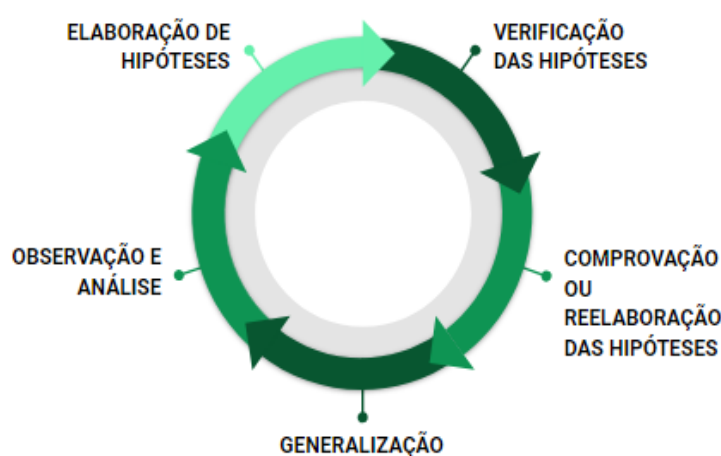 ELABORAÇÃO DE
HIPÓTESES
VERIFICAÇÃO
DAS HIPÓTESES
OBSERVAÇÃO E
ANÁLISE
COMPROVAÇÃO
OU
REELABORAÇÃO
DAS HIPÓTESES
GENERALIZAÇÃO